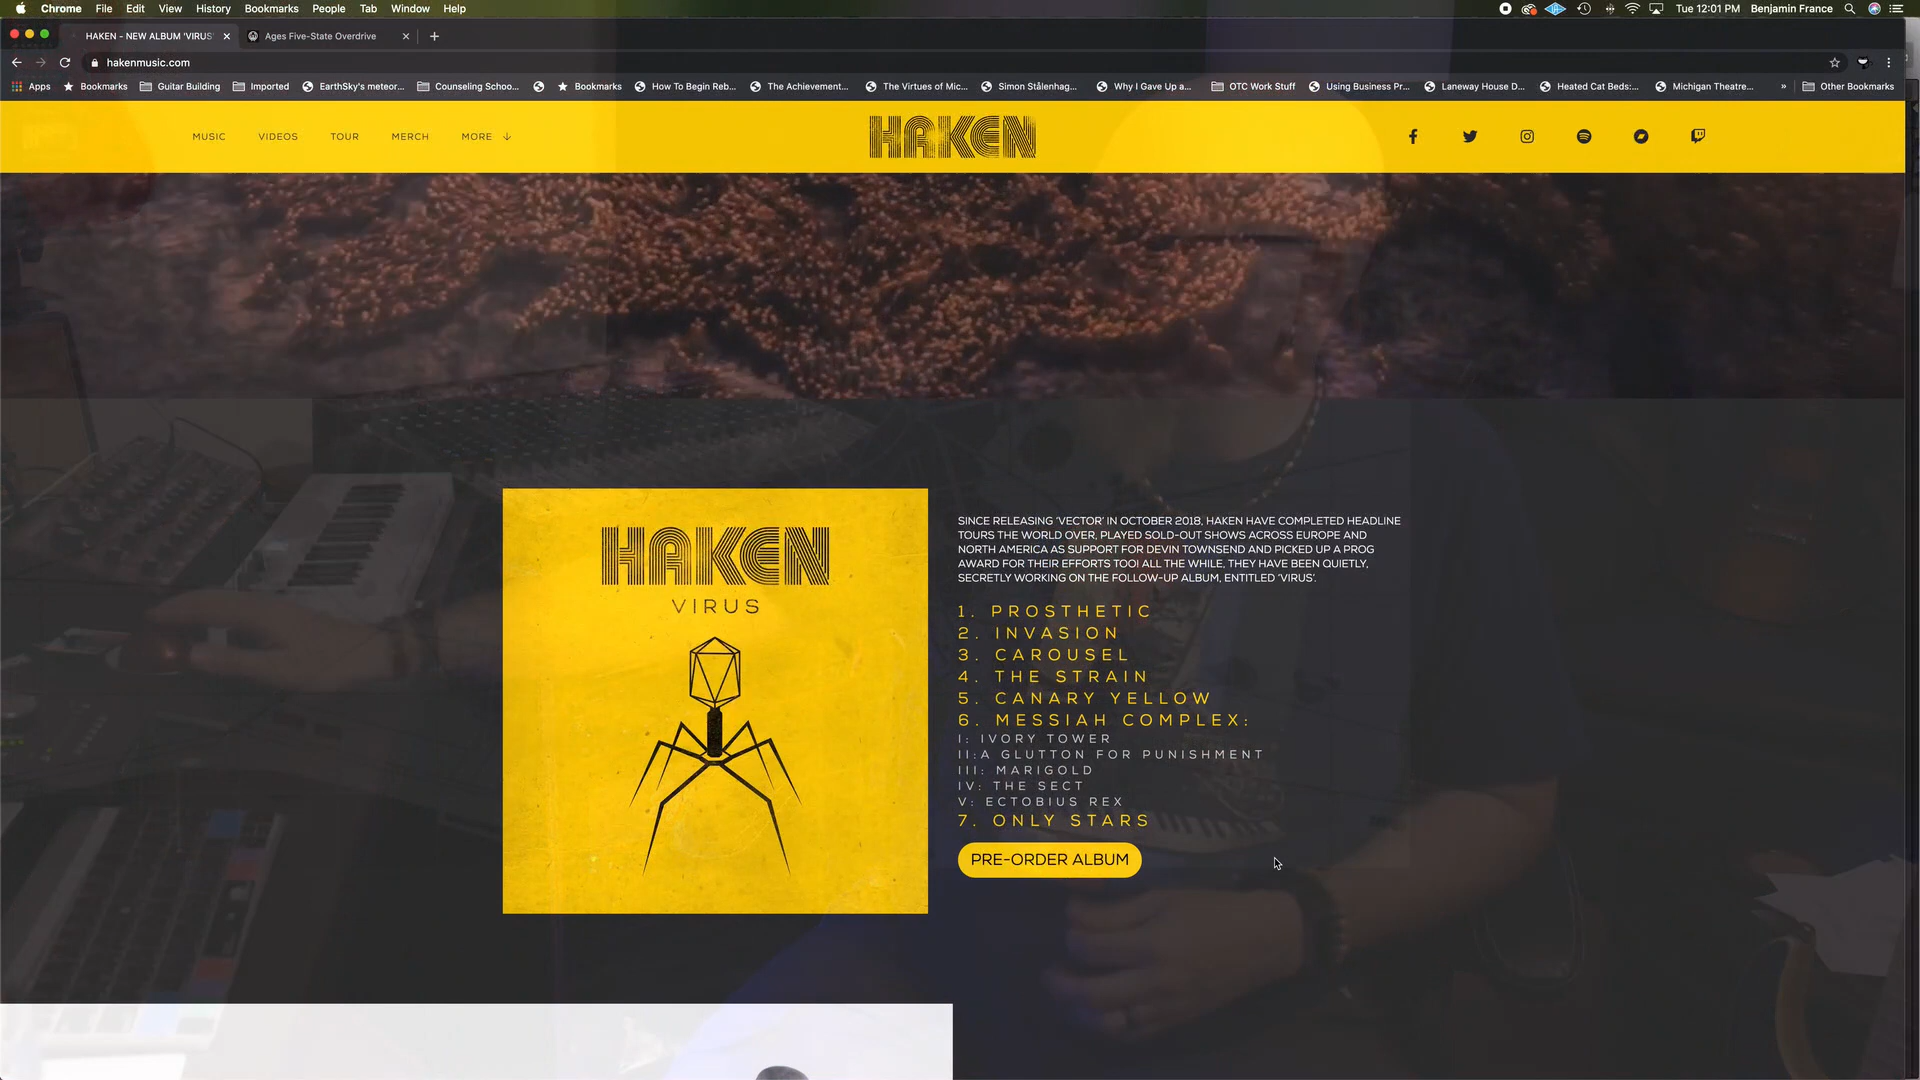 Chrome File Edit View History Bookmarks People Tab Window Help
Tue 12:01 PM Benjamin France
HAKEN - NEW ALBUM 'VIRUS'
Ages Five-State Overdrive
hakenmusic.com
Apps Bookmarks Guitar Building Imported EarthSky's meteor... Counseling Schoo... Bookmarks How To Begin Reb... The Achievement... The Virtues of Mic... Simon Stålenhag... Why I Gave Up a... OTC Work Stuff Using Business Pr... Laneway House D... Heated Cat Beds:... Michigan Theatre... » Other Bookmarks
MUSIC VIDEOS TOUR MERCH MORE
HAKEN
HAKEN
VIRUS
SINCE RELEASING 'VECTOR' IN OCTOBER 2018, HAKEN HAVE COMPLETED HEADLINE
TOURS THE WORLD OVER, PLAYED SOLD-OUT SHOWS ACROSS EUROPE AND
NORTH AMERICA AS SUPPORT FOR DEVIN TOWNSEND AND PICKED UP A PROG
AWARD FOR THEIR EFFORTS TOO! ALL THE WHILE, THEY HAVE BEEN QUIETLY,
SECRETLY WORKING ON THE FOLLOW-UP ALBUM, ENTITLED 'VIRUS'.
1. PROSTHETIC
2. INVASION
3. CAROUSEL
4. THE STRAIN
5. CANARY YELLOW
6. MESSIAH COMPLEX:
I: IVORY TOWER
II:A GLUTTON FOR PUNISHMENT
III: MARIGOLD
IV: THE SECT
V: ECTOBIUS REX
7. ONLY STARS
PRE-ORDER ALBUM